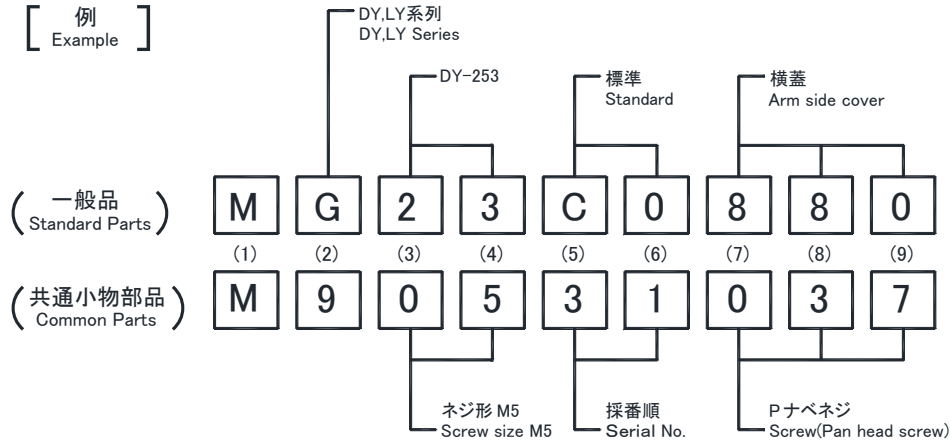 例
Example
DY,LY系列
DY,LY Series
DY-253
標準
Standard
横蓋
Arm side cover
一般品
Standard Parts
M G 2 3 C 0 8 8 0
(1) (2) (3) (4) (5) (6) (7) (8) (9)
共通小物部品
Common Parts
M 9 0 5 3 1 0 3 7
ネジ形 M5
Screw size M5
採番順
Serial No.
Pナベネジ
Screw(Pan head screw)